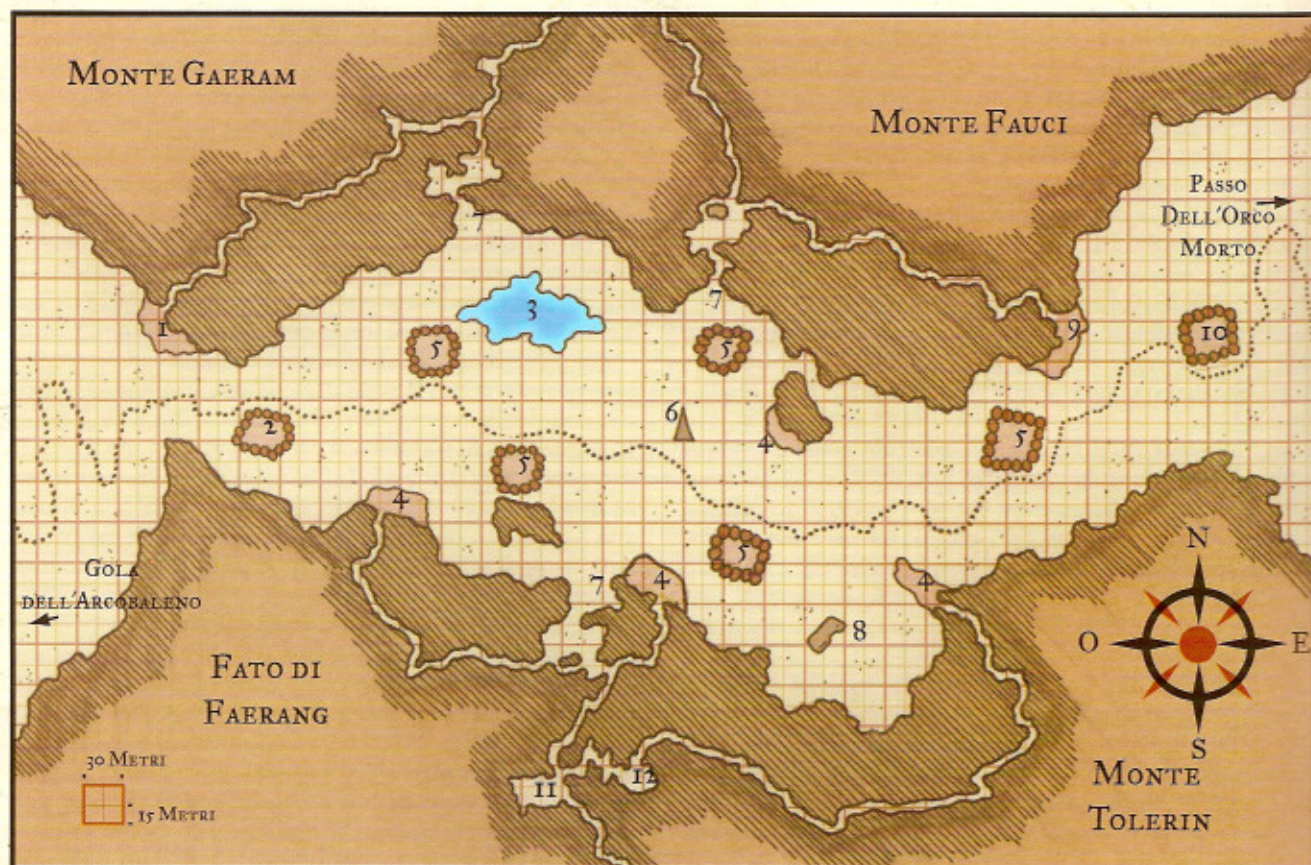 Monte Gaeram
Monte Fauci
Passo
dell'Orco
Morto
7
1
3
7
9
10
5
5
6
2
4
5
5
4
5
7
4
4
8
Gola
dell'Arcobaleno
Fato di
Faerang
N
O
E
S
30 Metri
15 Metri
11
12
Monte
Tolerin